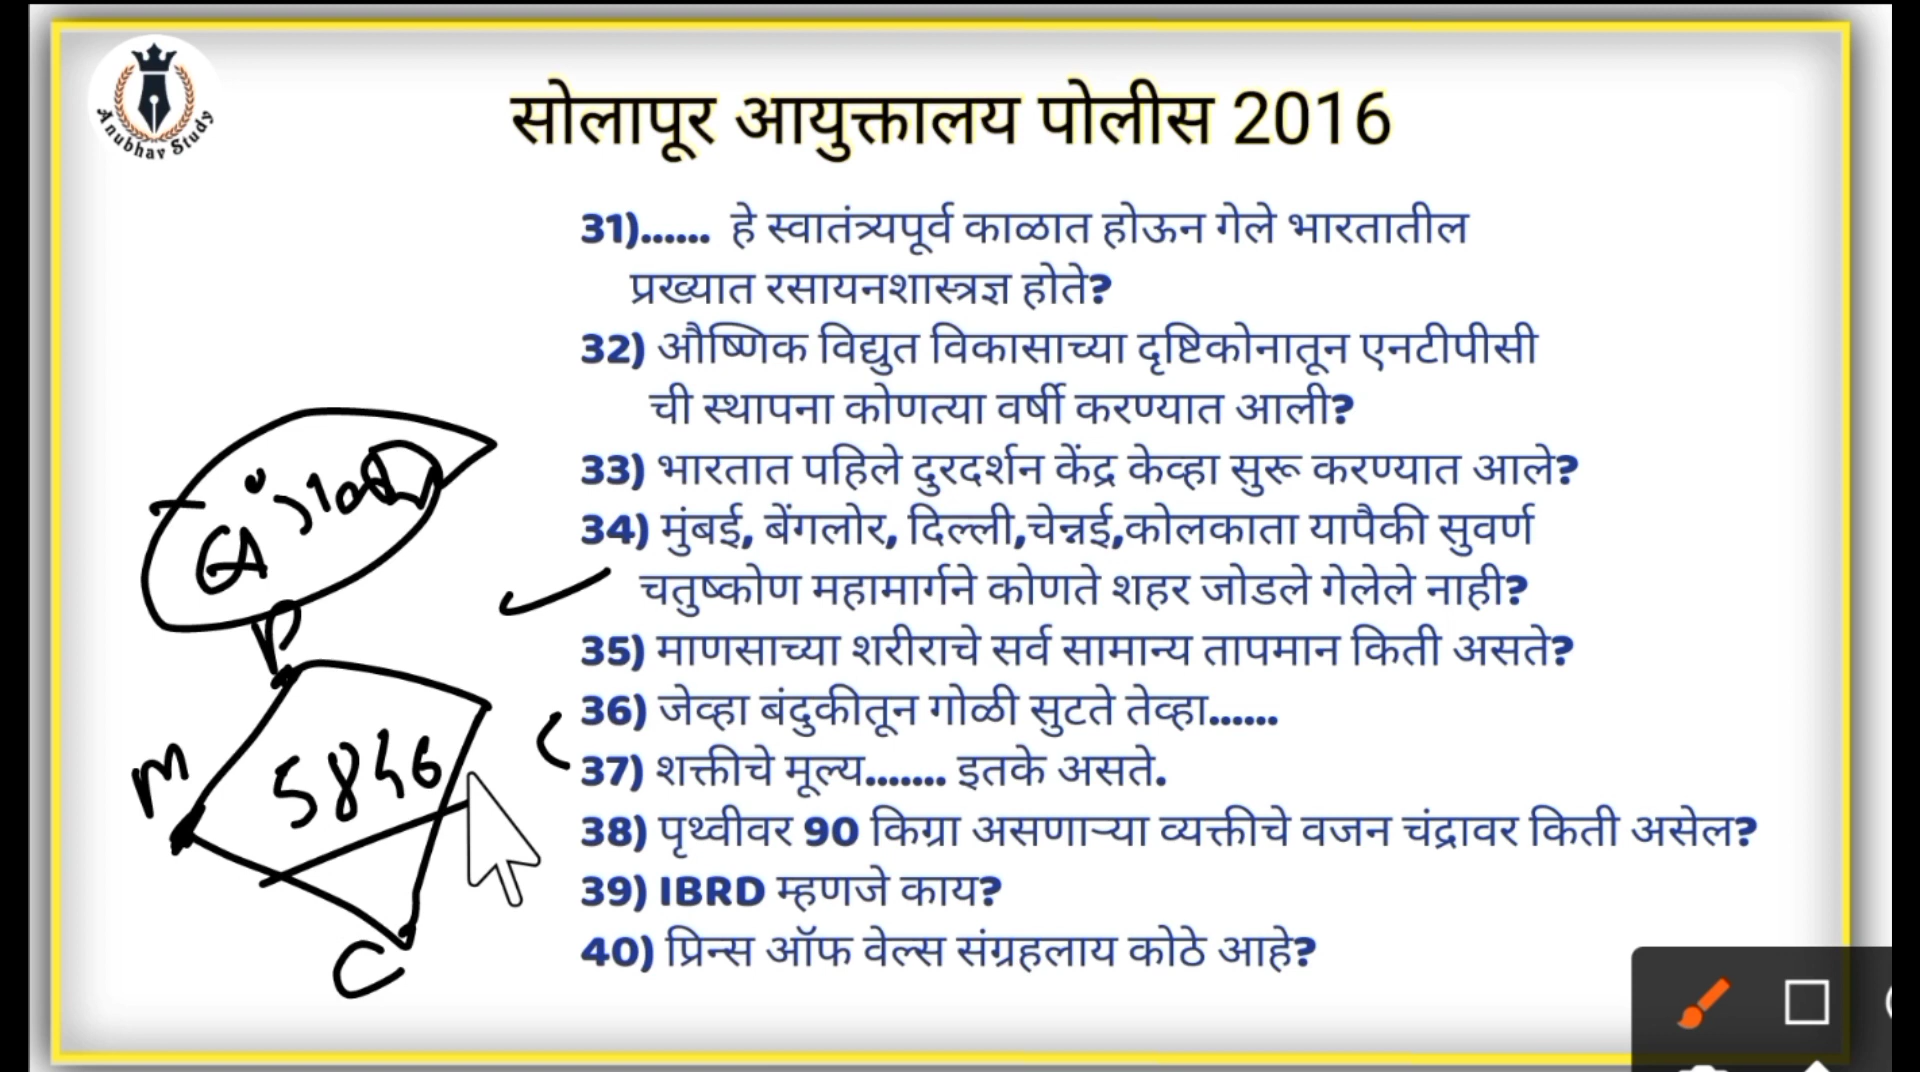 Anubhav Study
सोलापूर आयुक्तालय पोलीस 2016
31)...... हे स्वातंत्र्यपूर्व काळात होऊन गेले भारतातील
प्रख्यात रसायनशास्त्रज्ञ होते?
32) औष्णिक विद्युत विकासाच्या दृष्टिकोनातून एनटीपीसी
ची स्थापना कोणत्या वर्षी करण्यात आली?
33) भारतात पहिले दुरदर्शन केंद्र केव्हा सुरू करण्यात आले?
34) मुंबई, बेंगलोर, दिल्ली,चेन्नई,कोलकाता यापैकी सुवर्ण
चतुष्कोण महामार्गने कोणते शहर जोडले गेलेले नाही?
35) माणसाच्या शरीराचे सर्व सामान्य तापमान किती असते?
36) जेव्हा बंदुकीतून गोळी सुटते तेव्हा......
37) शक्तीचे मूल्य....... इतके असते.
38) पृथ्वीवर 90 किग्रा असणाऱ्या व्यक्तीचे वजन चंद्रावर किती असेल?
39) IBRD म्हणजे काय?
40) प्रिन्स ऑफ वेल्स संग्रहलाय कोठे आहे?
D
M
5846
C